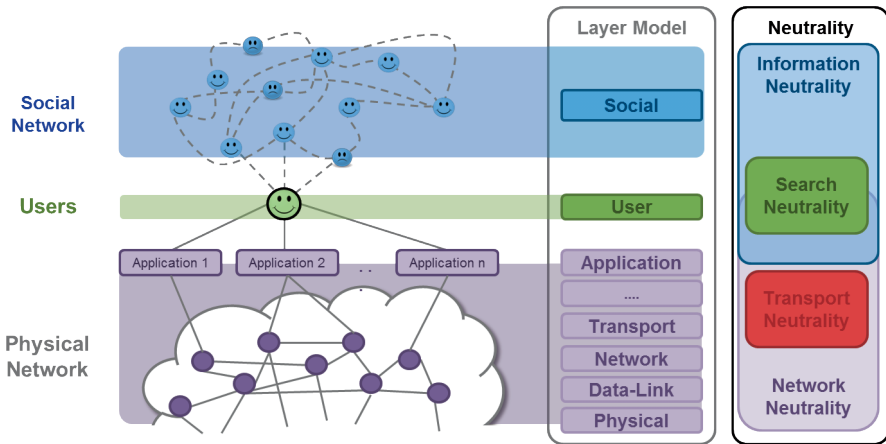 Layer Model
Neutrality
Information
Neutrality
Social
Network
Social
Search
Neutrality
Users
User
Application 1
Application 2
. . .
Application n
Application
....
Transport
Neutrality
Transport
Physical
Network
Network
Data-Link
Network
Neutrality
Physical